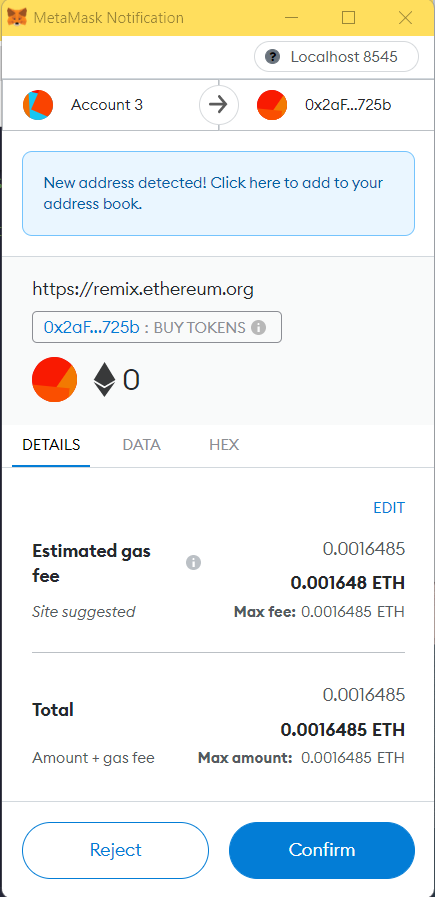 MetaMask Notification
Localhost 8545
Account 3
0x2aF...725b
New address detected! Click here to add to your
address book.
https://remix.ethereum.org
0x2aF...725b : BUY TOKENS
0
DETAILS DATA HEX
EDIT
Estimated gas
fee
0.0016485
0.001648 ETH
Site suggested
Max fee: 0.0016485 ETH
Total
0.0016485
0.0016485 ETH
Amount + gas fee
Max amount: 0.0016485 ETH
Reject
Confirm